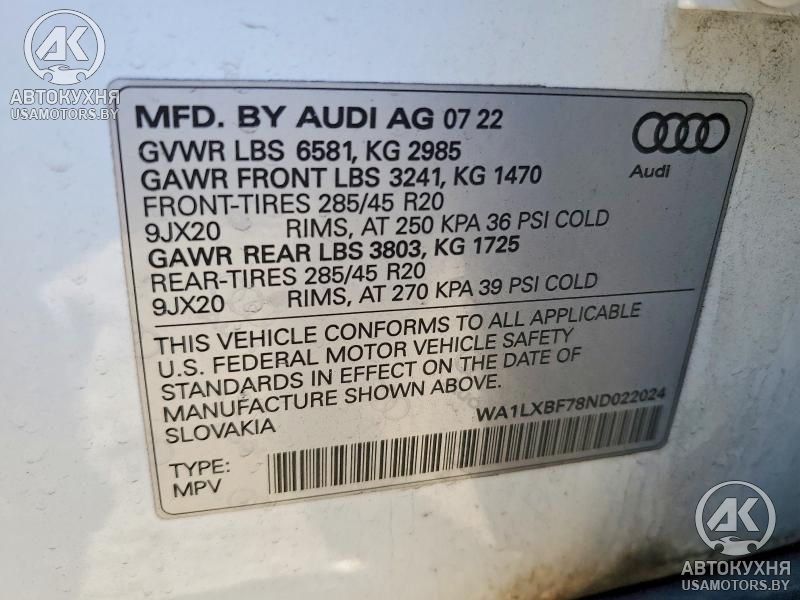 AK
АВТОКУХНЯ
USAMOTORS.BY
MFD. BY AUDI AG 07 22
GVWR LBS 6581, KG 2985
GAWR FRONT LBS 3241, KG 1470
FRONT-TIRES 285/45 R20
9JX20 RIMS, AT 250 KPA 36 PSI COLD
GAWR REAR LBS 3803, KG 1725
REAR-TIRES 285/45 R20
9JX20 RIMS, AT 270 KPA 39 PSI COLD
Audi
THIS VEHICLE CONFORMS TO ALL APPLICABLE
U.S. FEDERAL MOTOR VEHICLE SAFETY
STANDARDS IN EFFECT ON THE DATE OF
MANUFACTURE SHOWN ABOVE.
SLOVAKIA
WA1LXBF78ND022024
TYPE:
MPV
AK
АВТОКУХНЯ
USAMOTORS.BY